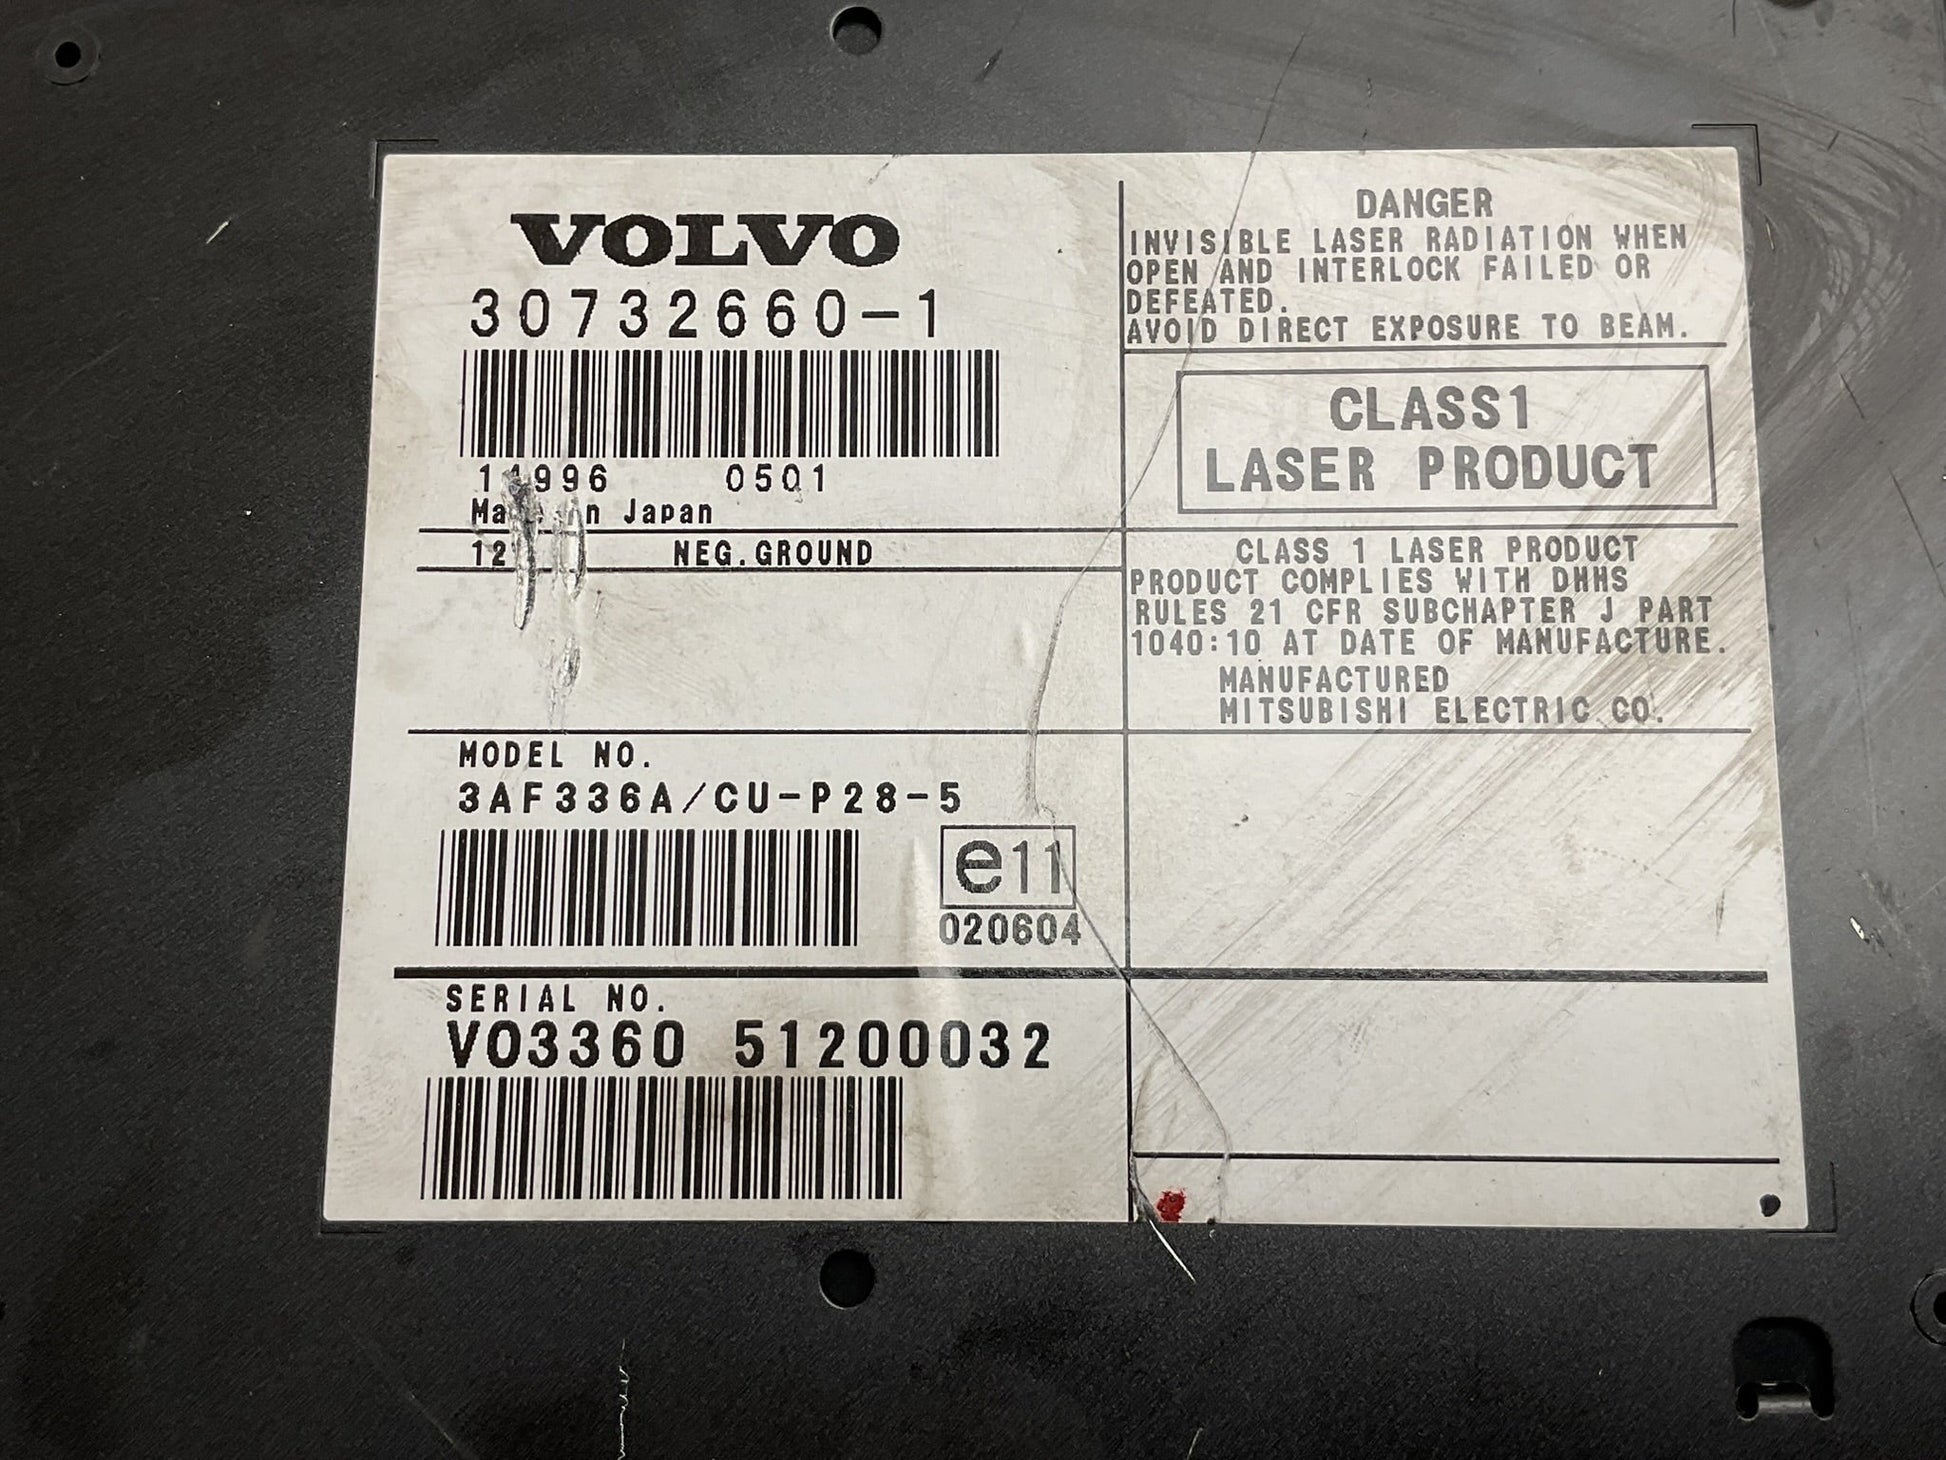 VOLVO
30732660-1
0501
Japan
12
NEG.GROUND
MODEL NO.
3AF336A/CU-P28-5
e11
020604
SERIAL NO.
VO3360 51200032
DANGER
INVISIBLE LASER RADIATION WHEN
OPEN AND INTERLOCK FAILED OR
DEFEATED.
AVOID DIRECT EXPOSURE TO BEAM.
CLASS1
LASER PRODUCT
CLASS 1 LASER PRODUCT
PRODUCT COMPLIES WITH DHHS
RULES 21 CFR SUBCHAPTER J PART
1040:10 AT DATE OF MANUFACTURE.
MANUFACTURED
MITSUBISHI ELECTRIC CO.